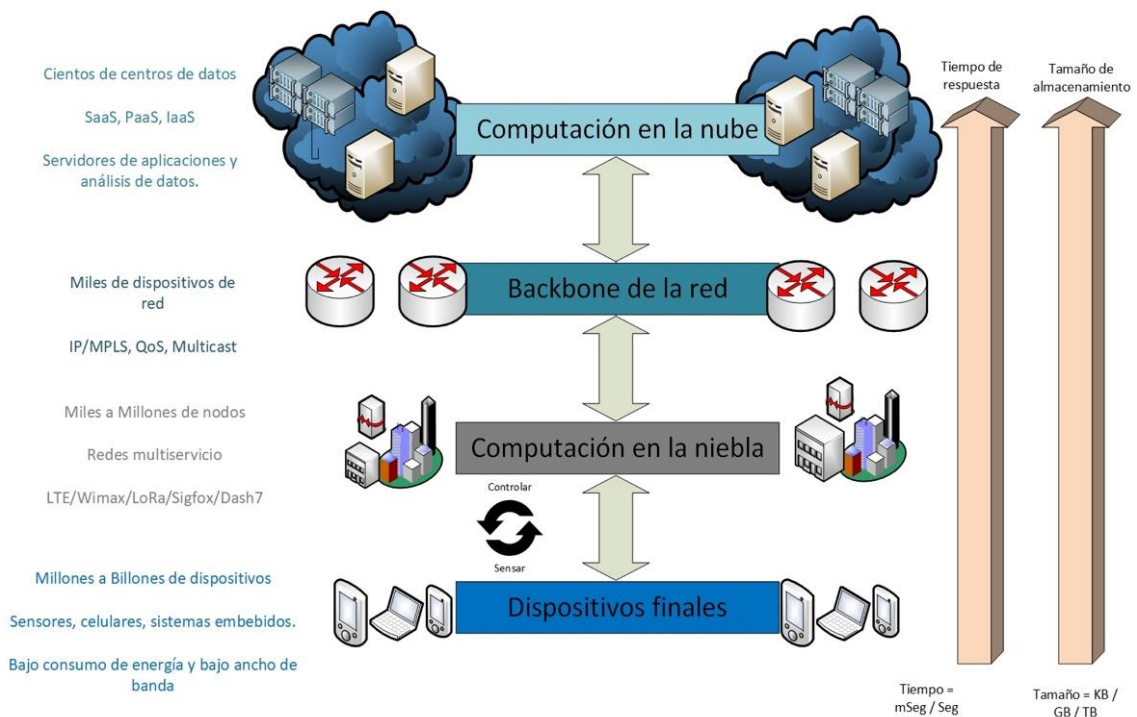 Cientos de centros de datos
SaaS, PaaS, IaaS
Servidores de aplicaciones y
análisis de datos.
Computación en la nube
Tiempo de
respuesta
Tamaño de
almacenamiento
Miles de dispositivos de
red
IP/MPLS, QoS, Multicast
Backbone de la red
Miles a Millones de nodos
Redes multiservicio
LTE/Wimax/LoRa/Sigfox/Dash7
Computación en la niebla
Controlar
Sensar
Millones a Billones de dispositivos
Sensores, celulares, sistemas embebidos.
Bajo consumo de energía y bajo ancho de
banda
Dispositivos finales
Tiempo =
mSeg / Seg
Tamaño = KB /
GB / TB